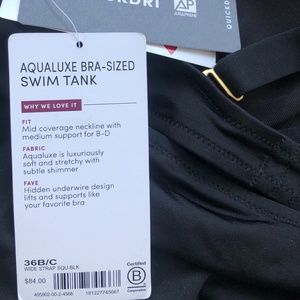 AP
AQUALUXE BRA-SIZED
SWIM TANK
WHY WE LOVE IT
FIT
Mid coverage neckline with
medium support for B-D
FABRIC
Aqualuxe is luxuriously
soft and stretchy with
subtle shimmer
FAVE
Hidden underwire design
lifts and supports like
your favorite bra
36B/C
WIDE STRAP SQU-BLK
$84.00
Certified
B
Corporation